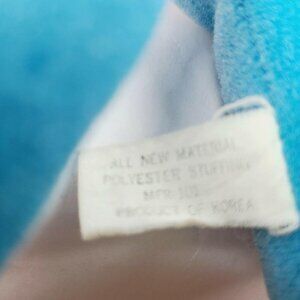 ALL NEW MATERIAL
POLYESTER STUFFING
MFR.
PRODUCT OF KOREA